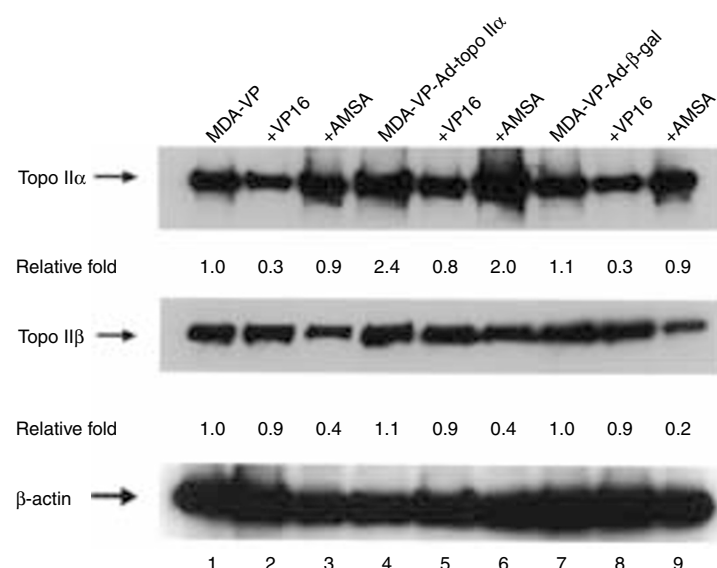 MDA-VP +VP16 +AMSA MDA-VP-Ad-topo IIα +VP16 +AMSA MDA-VP-Ad-β-gal +VP16 +AMSA
Topo IIα
Relative fold 1.0 0.3 0.9 2.4 0.8 2.0 1.1 0.3 0.9
Topo IIβ
Relative fold 1.0 0.9 0.4 1.1 0.9 0.4 1.0 0.9 0.2
β-actin
1 2 3 4 5 6 7 8 9